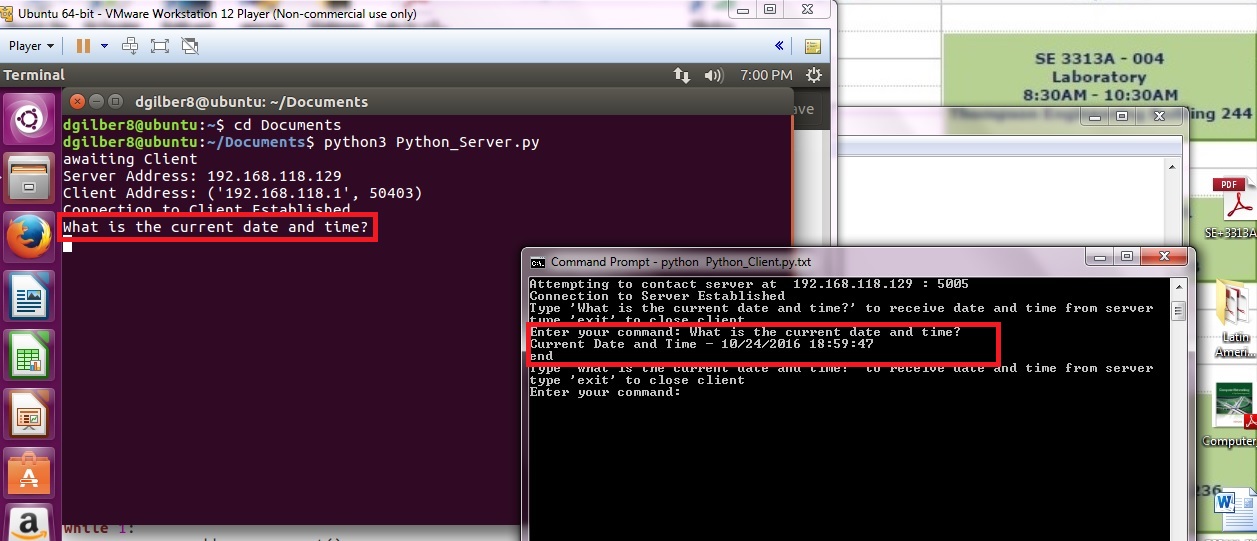 Ubuntu 64-bit - VMware Workstation 12 Player (Non-commercial use only)
Player
Terminal
7:00 PM
dgilber8@ubuntu: ~/Documents
dgilber8@ubuntu:~$ cd Documents
dgilber8@ubuntu:~/Documents$ python3 Python_Server.py
awaiting Client
Server Address: 192.168.118.129
Client Address: ('192.168.118.1', 50403)
Connection to Client Established
What is the current date and time?
while 1:
SE 3313A - 004
Laboratory
8:30AM - 10:30AM
Thompson Engineering Building 244
PDF
SE+3313A
Latin
Ameri...
Computer
236
Command Prompt - python Python_Client.py.txt
Attempting to contact server at 192.168.118.129 : 5005
Connection to Server Established
Type 'What is the current date and time?' to receive date and time from server
type 'exit' to close client
Enter your command: What is the current date and time?
Current Date and Time - 10/24/2016 18:59:47
end
Type 'What is the current date and time?' to receive date and time from server
type 'exit' to close client
Enter your command: